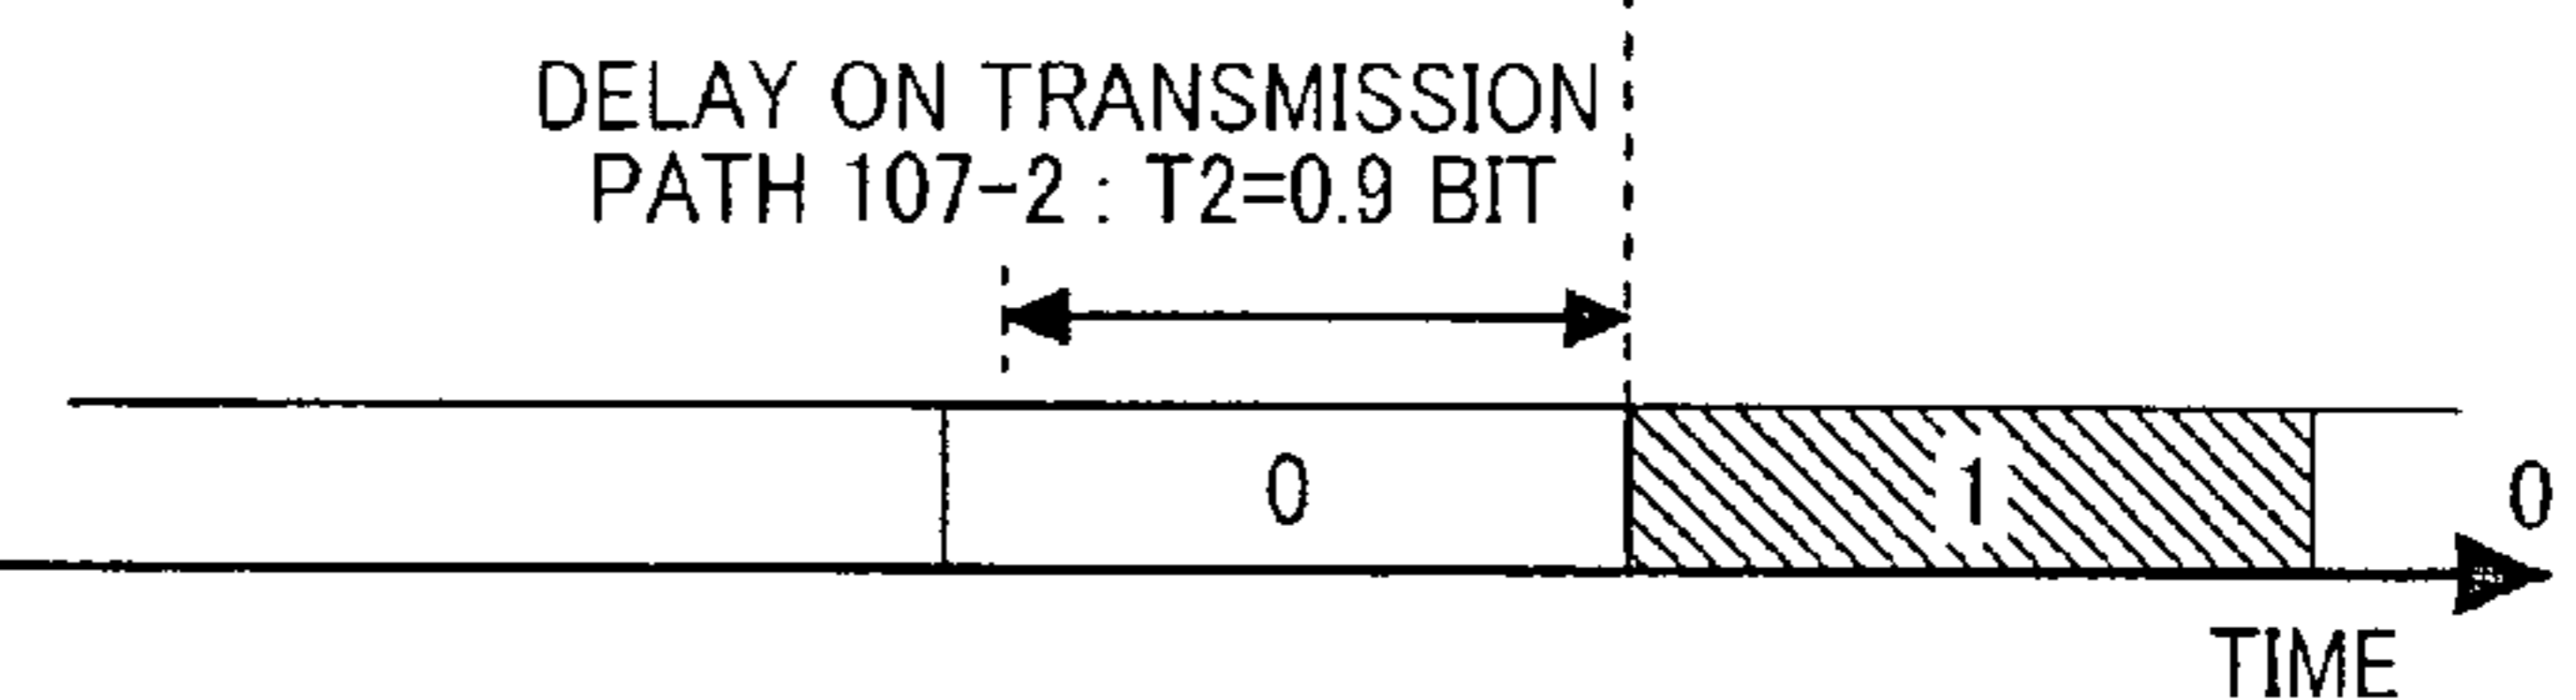 DELAY ON TRANSMISSION
PATH 107-2 : T2=0.9 BIT
0 1 0
TIME